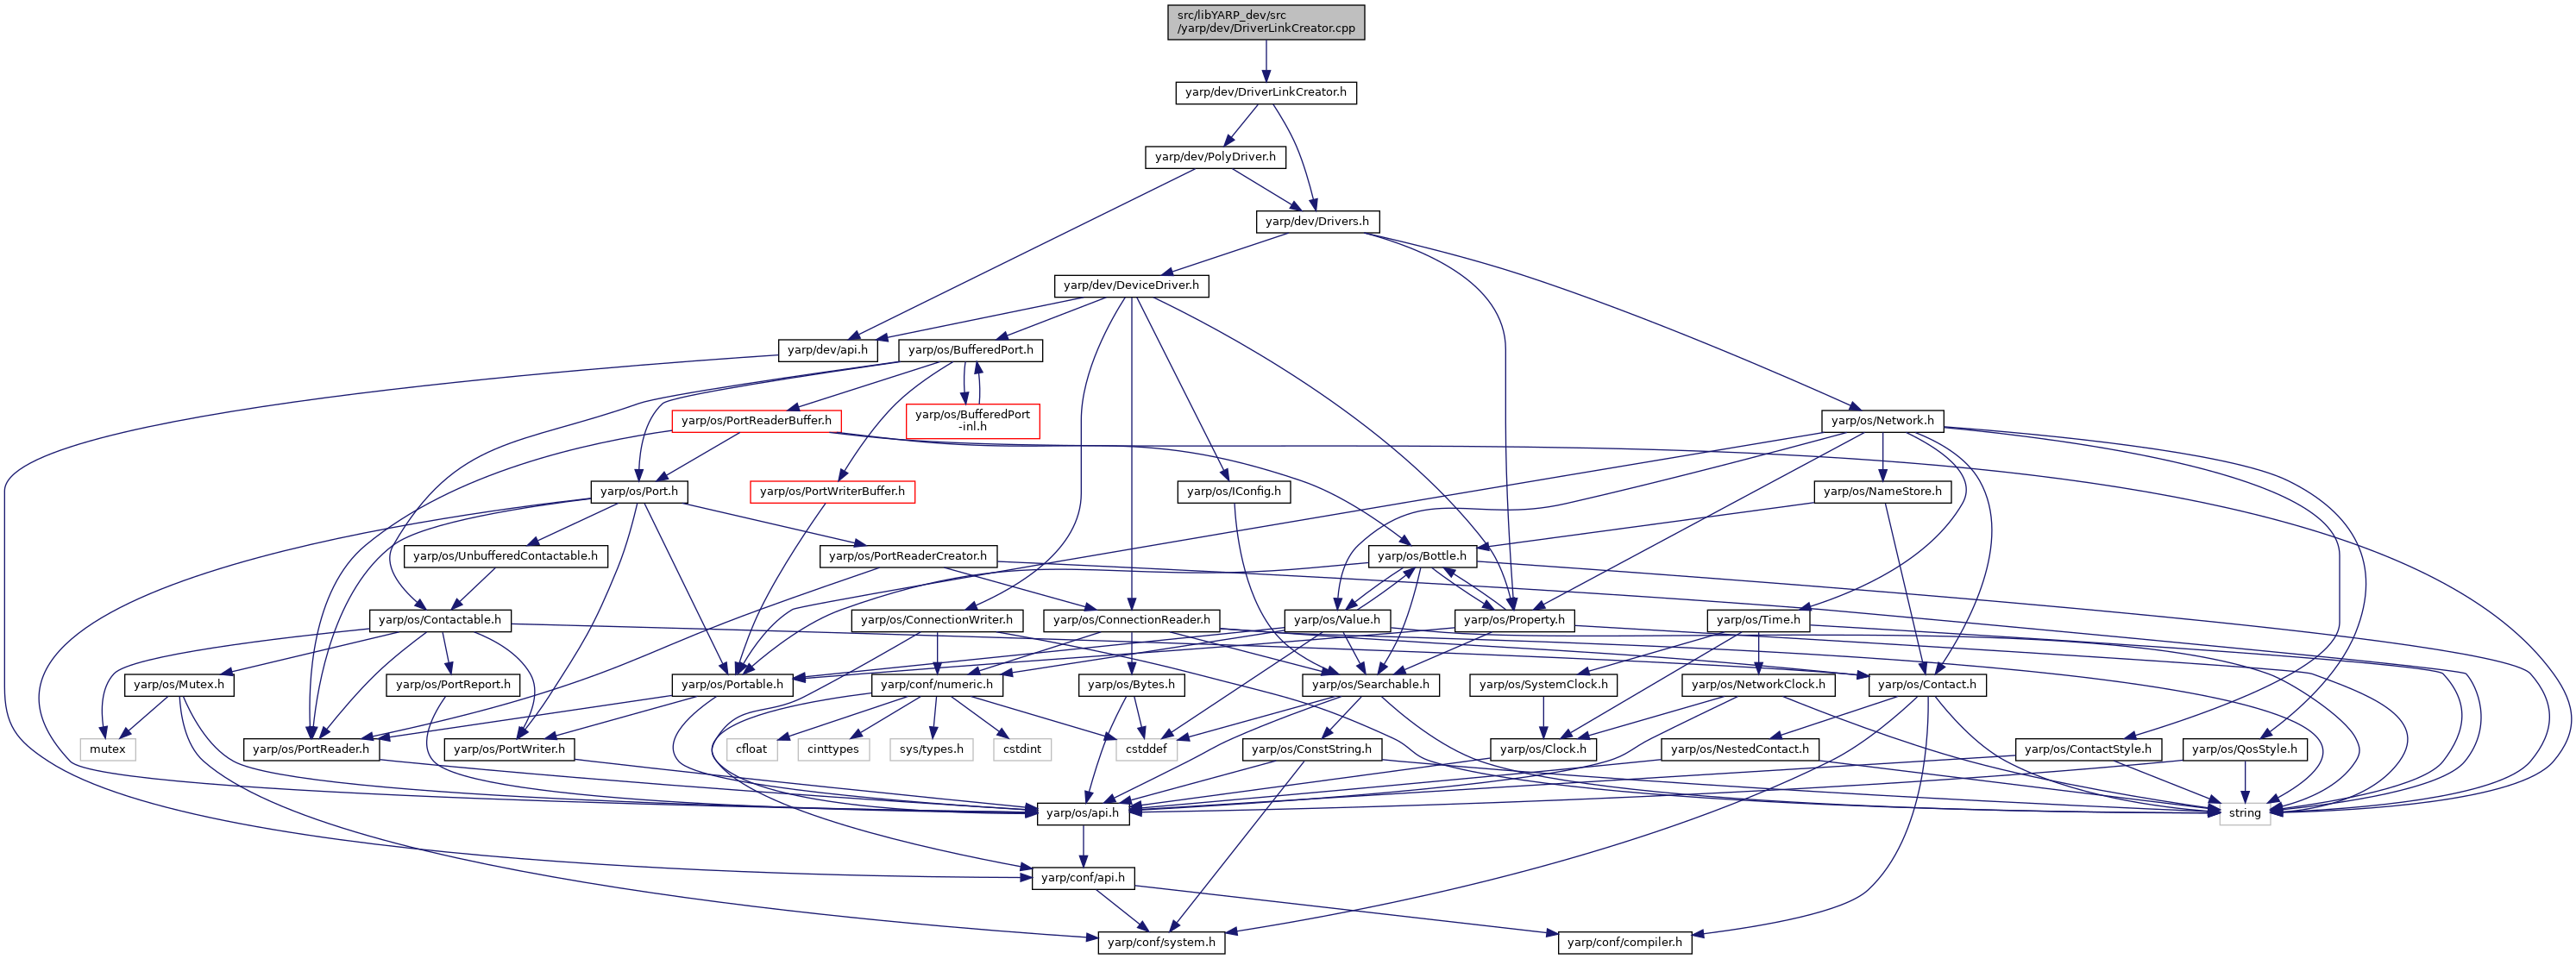 src/libYARP_dev/src
/yarp/dev/DriverLinkCreator.cpp
yarp/dev/DriverLinkCreator.h
yarp/dev/PolyDriver.h
yarp/dev/Drivers.h
yarp/dev/DeviceDriver.h
yarp/dev/api.h
yarp/os/BufferedPort.h
yarp/os/PortReaderBuffer.h
yarp/os/BufferedPort
-inl.h
yarp/os/Network.h
yarp/os/Port.h
yarp/os/PortWriterBuffer.h
yarp/os/IConfig.h
yarp/os/NameStore.h
yarp/os/UnbufferedContactable.h
yarp/os/PortReaderCreator.h
yarp/os/Bottle.h
yarp/os/Contactable.h
yarp/os/ConnectionWriter.h
yarp/os/ConnectionReader.h
yarp/os/Value.h
yarp/os/Property.h
yarp/os/Time.h
yarp/os/Mutex.h
yarp/os/PortReport.h
yarp/os/Portable.h
yarp/conf/numeric.h
yarp/os/Bytes.h
yarp/os/Searchable.h
yarp/os/SystemClock.h
yarp/os/NetworkClock.h
yarp/os/Contact.h
mutex
yarp/os/PortReader.h
yarp/os/PortWriter.h
cfloat
cinttypes
sys/types.h
cstdint
cstddef
yarp/os/ConstString.h
yarp/os/Clock.h
yarp/os/NestedContact.h
yarp/os/ContactStyle.h
yarp/os/QosStyle.h
yarp/os/api.h
string
yarp/conf/api.h
yarp/conf/system.h
yarp/conf/compiler.h